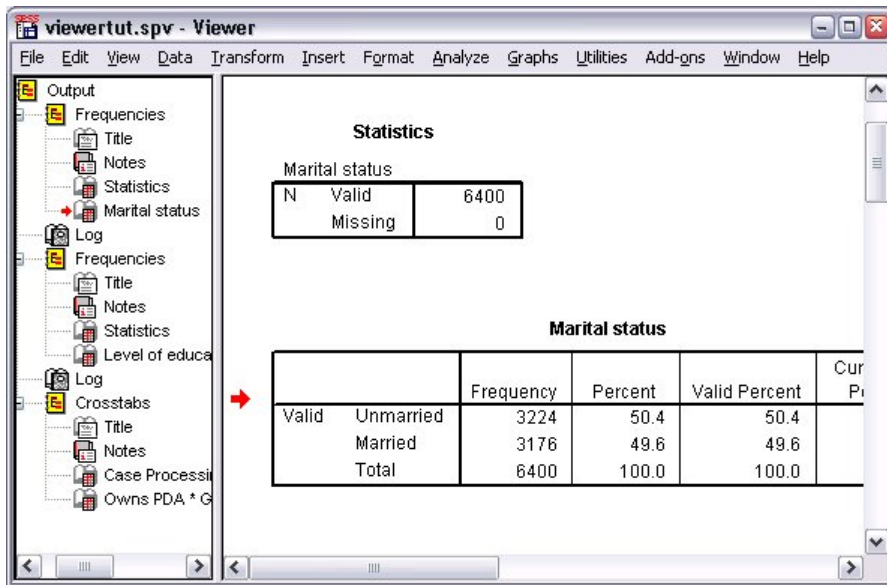 viewertut.spv - Viewer
File Edit View Data Transform Insert Format Analyze Graphs Utilities Add-ons Window Help
Output
Frequencies
Title
Notes
Statistics
Marital status
Log
Frequencies
Title
Notes
Statistics
Level of educa
Log
Crosstabs
Title
Notes
Case Processi
Owns PDA * G
Statistics
Marital status
N Valid 6400
Missing 0
Marital status
Cur
Frequency Percent Valid Percent P
Valid Unmarried 3224 50.4 50.4
Married 3176 49.6 49.6
Total 6400 100.0 100.0